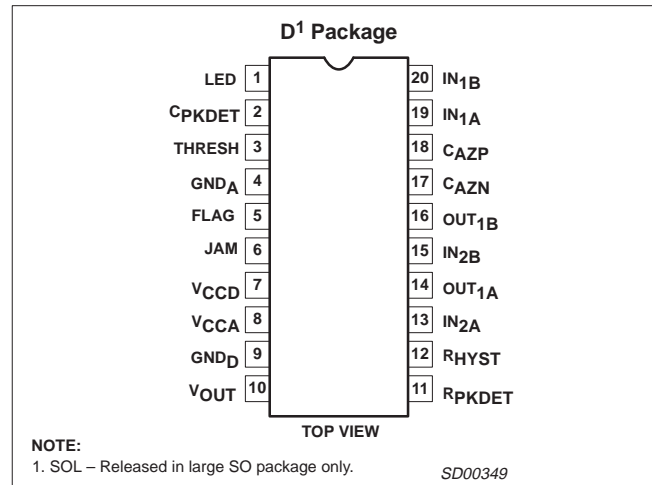 D1 Package
LED 1 20 IN1B
CPKDET 2 19 IN1A
THRESH 3 18 CAZP
GNDA 4 17 CAZN
FLAG 5 16 OUT1B
JAM 6 15 IN2B
VCCD 7 14 OUT1A
VCCA 8 13 IN2A
GNDD 9 12 RHYST
VOUT 10 11 RPKDET
TOP VIEW
NOTE:
1. SOL – Released in large SO package only.
SD00349